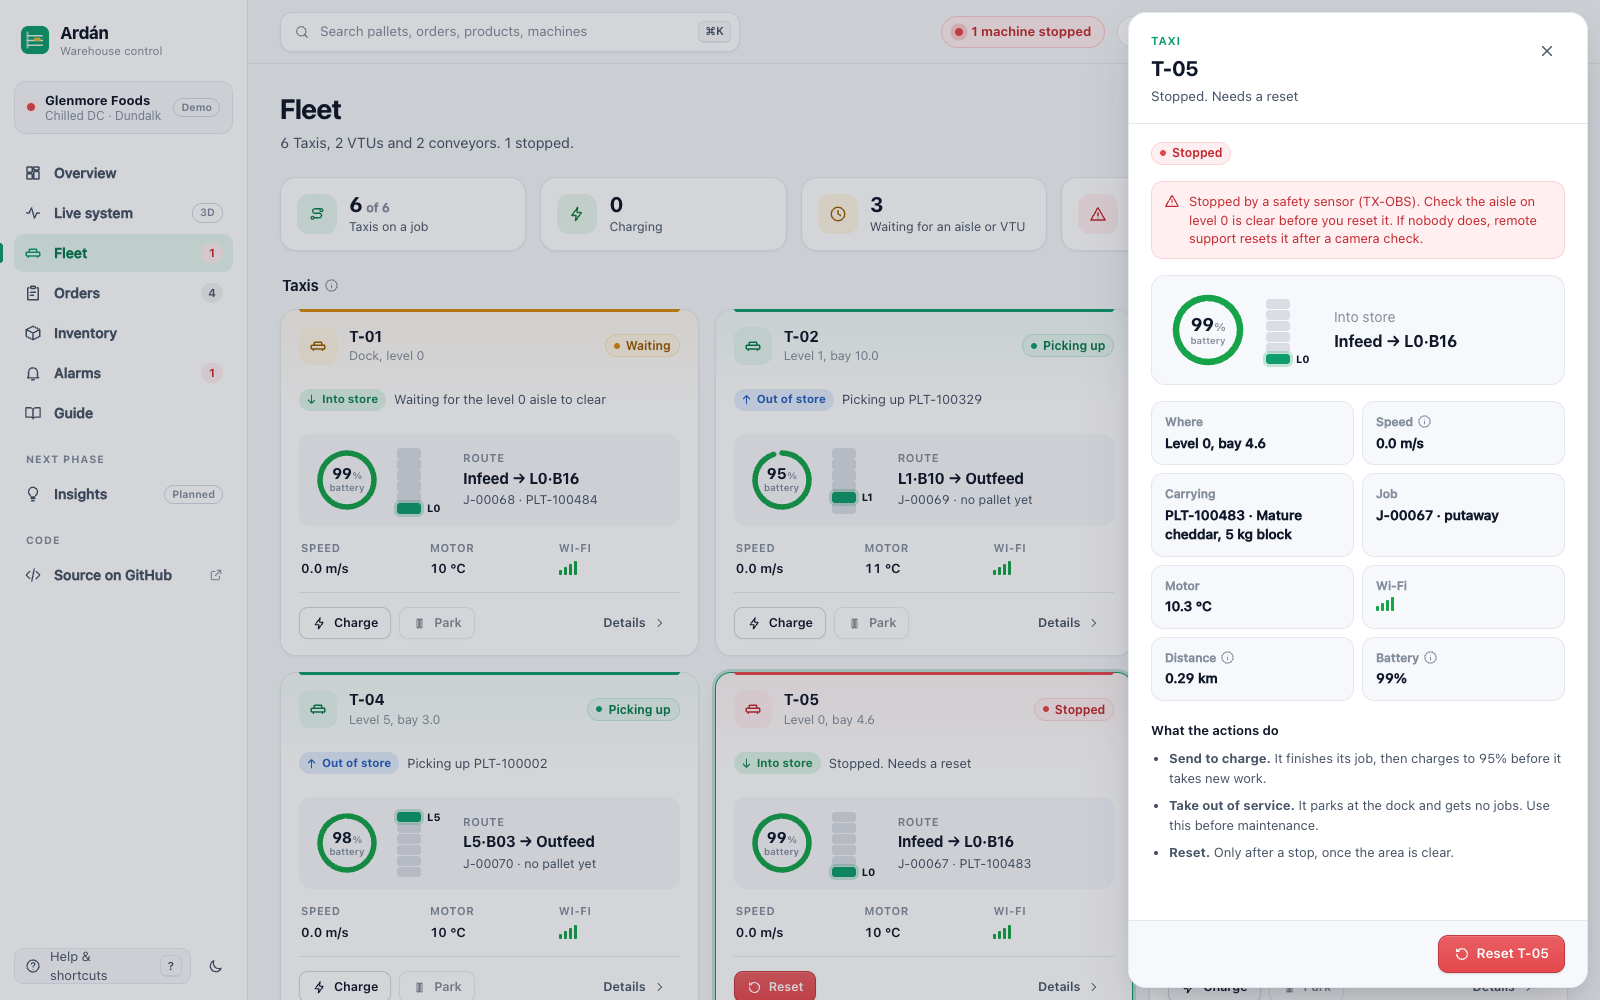 Ardán
Warehouse control
Glenmore Foods
Chilled DC · Dundalk
Demo
Overview
Live system
3D
Fleet
1
Orders
4
Inventory
Alarms
1
Guide
NEXT PHASE
Insights
Planned
CODE
Source on GitHub
Help & shortcuts
?
Search pallets, orders, products, machines
⌘K
1 machine stopped
Fleet
6 Taxis, 2 VTUs and 2 conveyors. 1 stopped.
6 of 6
Taxis on a job
0
Charging
3
Waiting for an aisle or VTU
Taxis
T-01
Dock, level 0
Waiting
↓ Into store
Waiting for the level 0 aisle to clear
99%
battery
L0
ROUTE
Infeed → L0·B16
J-00068 · PLT-100484
SPEED
0.0 m/s
MOTOR
10 °C
WI-FI
Charge
Park
Details
T-02
Level 1, bay 10.0
Picking up
↑ Out of store
Picking up PLT-100329
95%
battery
L1
ROUTE
L1·B10 → Outfeed
J-00069 · no pallet yet
SPEED
0.0 m/s
MOTOR
11 °C
WI-FI
Charge
Park
Details
T-04
Level 5, bay 3.0
Picking up
↑ Out of store
Picking up PLT-100002
98%
battery
L5
ROUTE
L5·B03 → Outfeed
J-00070 · no pallet yet
SPEED
0.0 m/s
MOTOR
10 °C
WI-FI
Charge
Park
Details
T-05
Level 0, bay 4.6
Stopped
↓ Into store
Stopped. Needs a reset
99%
battery
L0
ROUTE
Infeed → L0·B16
J-00067 · PLT-100483
SPEED
0.0 m/s
MOTOR
10 °C
WI-FI
Reset
Details
Charge
Park
Details
TAXI
T-05
Stopped. Needs a reset
Stopped
Stopped by a safety sensor (TX-OBS). Check the aisle on
level 0 is clear before you reset it. If nobody does, remote
support resets it after a camera check.
99%
battery
L0
Into store
Infeed → L0·B16
Where
Level 0, bay 4.6
Speed
0.0 m/s
Carrying
PLT-100483 · Mature
cheddar, 5 kg block
Job
J-00067 · putaway
Motor
10.3 °C
Wi-Fi
Distance
0.29 km
Battery
99%
What the actions do
• Send to charge. It finishes its job, then charges to 95% before it
takes new work.
• Take out of service. It parks at the dock and gets no jobs. Use
this before maintenance.
• Reset. Only after a stop, once the area is clear.
Reset T-05